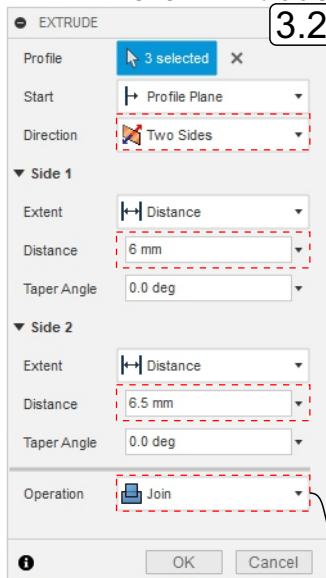 EXTRUDE
3.2
Profile 3 selected
Start Profile Plane
Direction Two Sides
Side 1
Extent Distance
Distance 6 mm
Taper Angle 0.0 deg
Side 2
Extent Distance
Distance 6.5 mm
Taper Angle 0.0 deg
Operation Join
OK Cancel